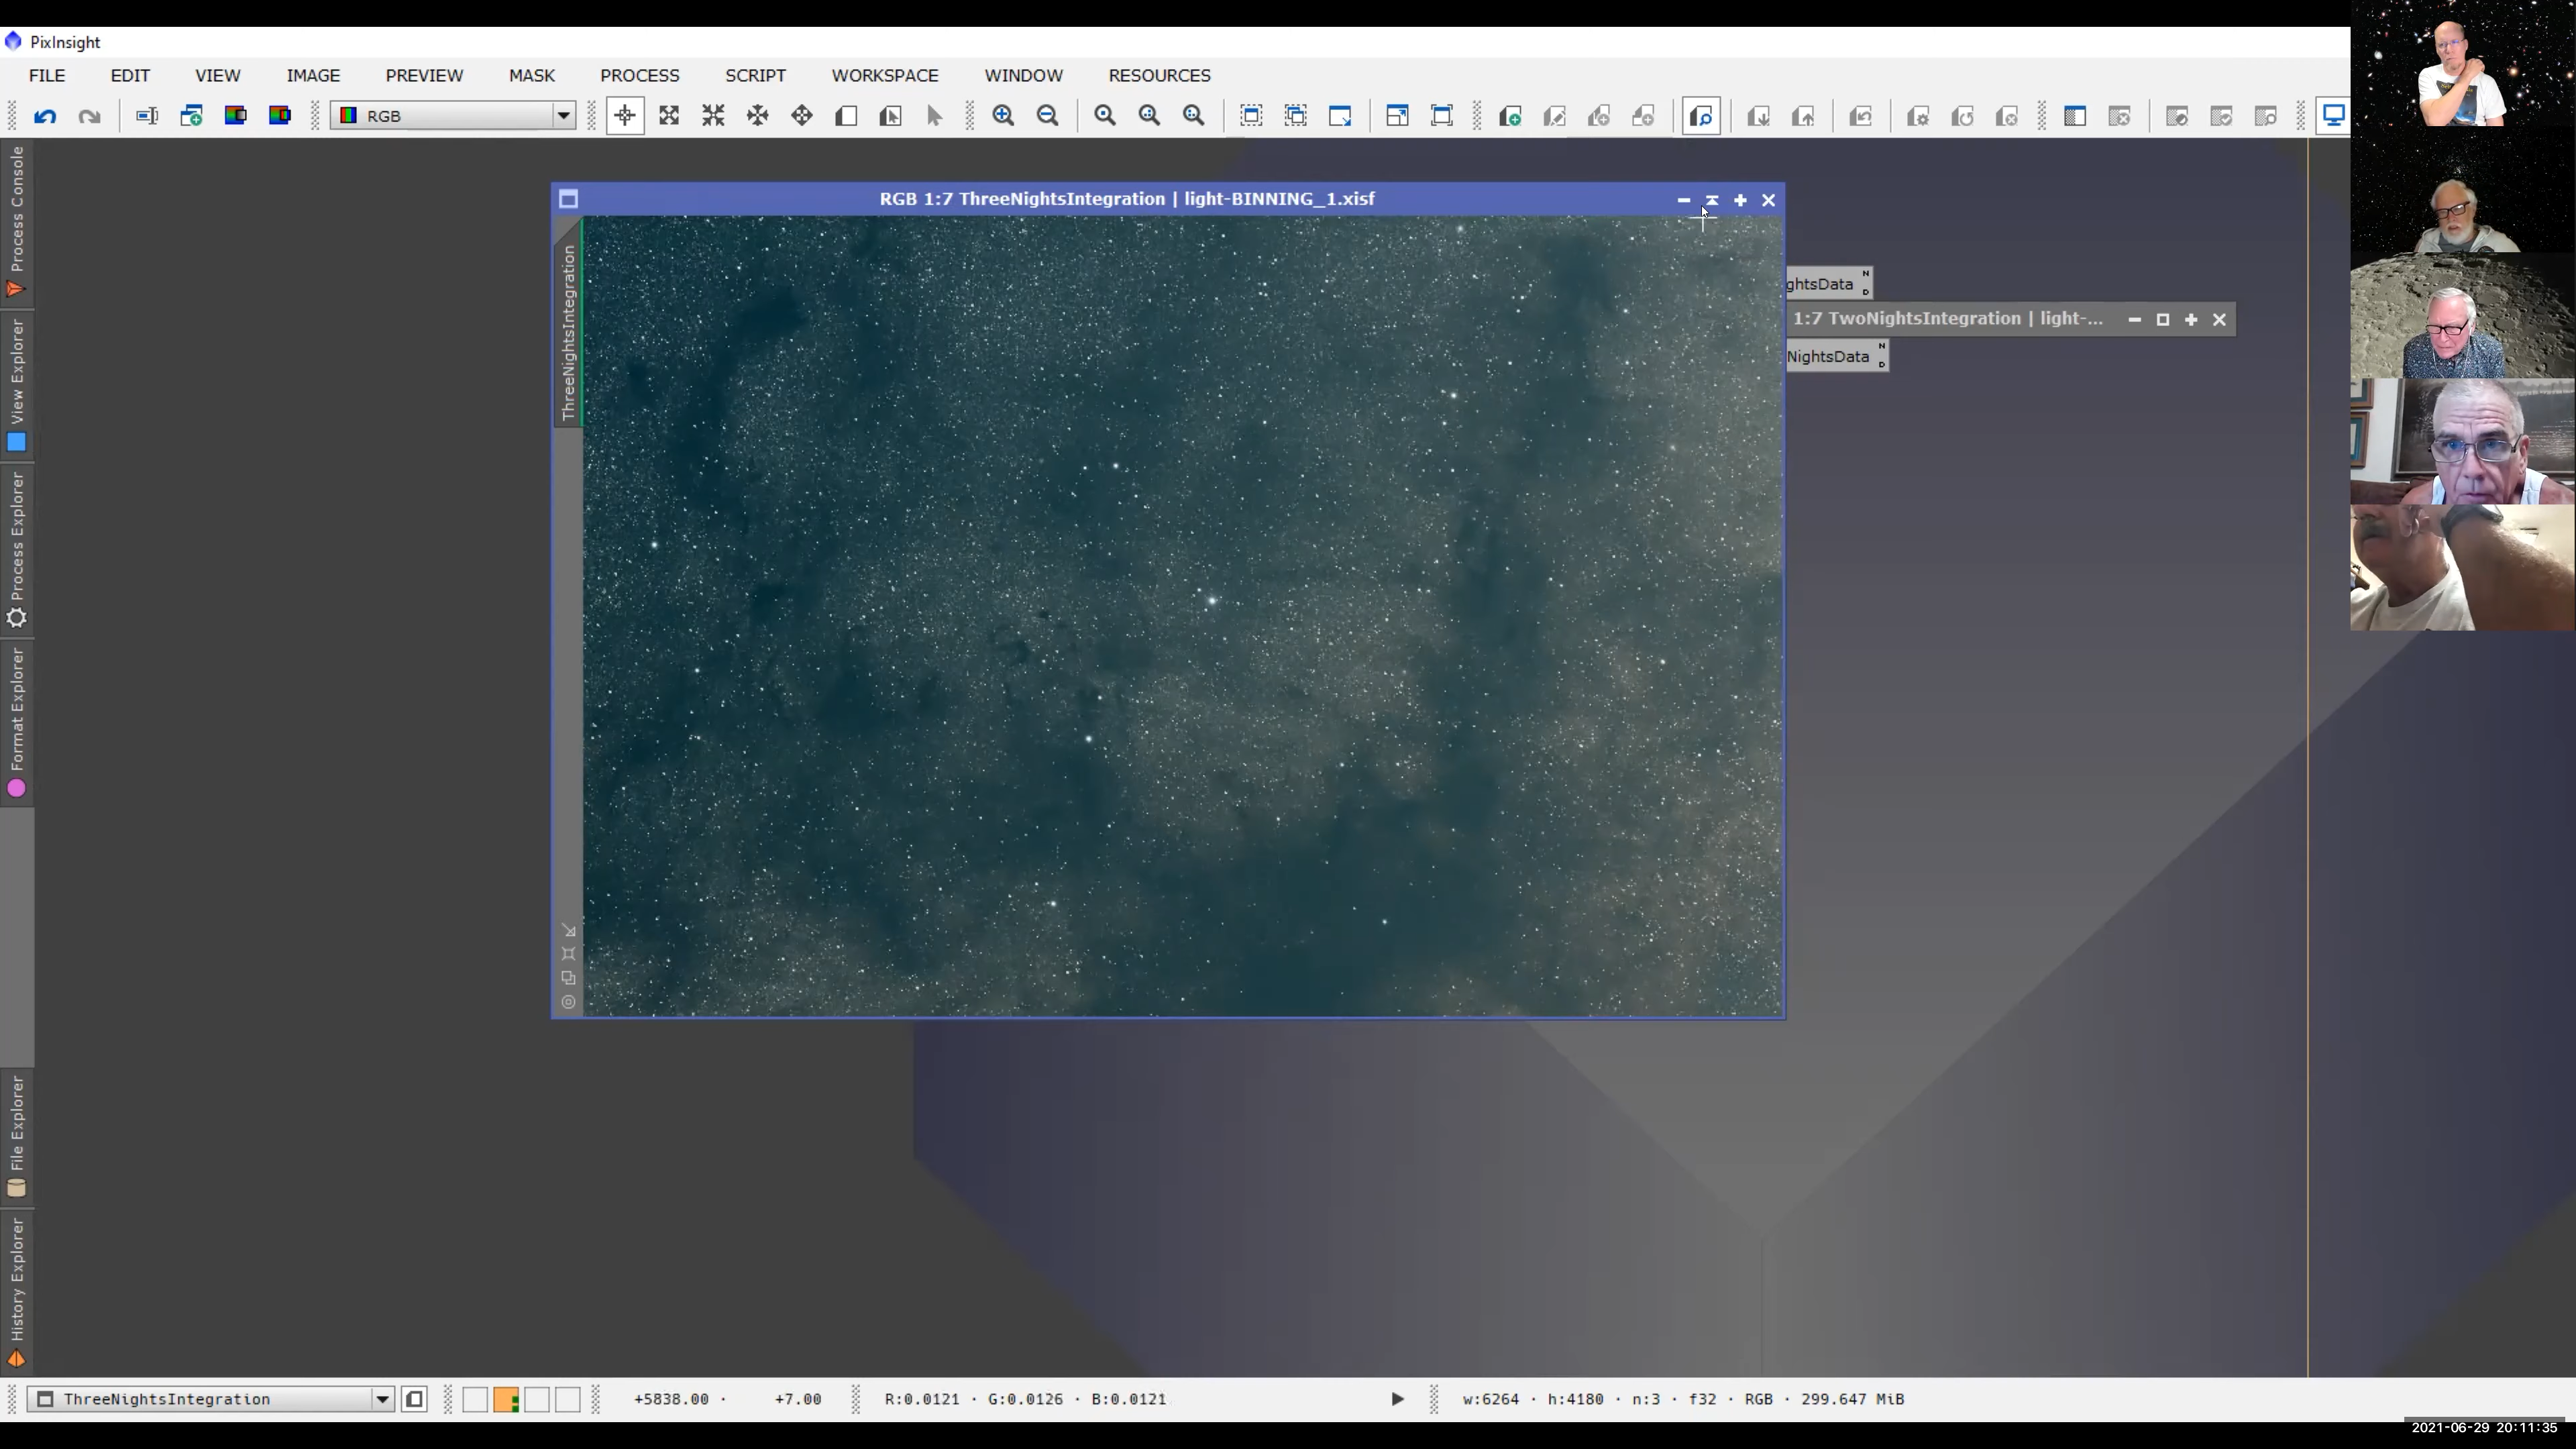 PixInsight
FILE EDIT VIEW IMAGE PREVIEW MASK PROCESS SCRIPT WORKSPACE WINDOW RESOURCES
RGB
RGB 1:7 ThreeNightsIntegration | light-BINNING_1.xisf
ThreeNightsIntegration
ghtsData N D
1:7 TwoNightsIntegration | light-...
NightsData N D
Process Console
View Explorer
Process Explorer
Format Explorer
File Explorer
History Explorer
ThreeNightsIntegration
+5838.00 · +7.00
R:0.0121 · G:0.0126 · B:0.0121
w:6264 · h:4180 · n:3 · f32 · RGB · 299.647 MiB
2021-06-29 20:11:35